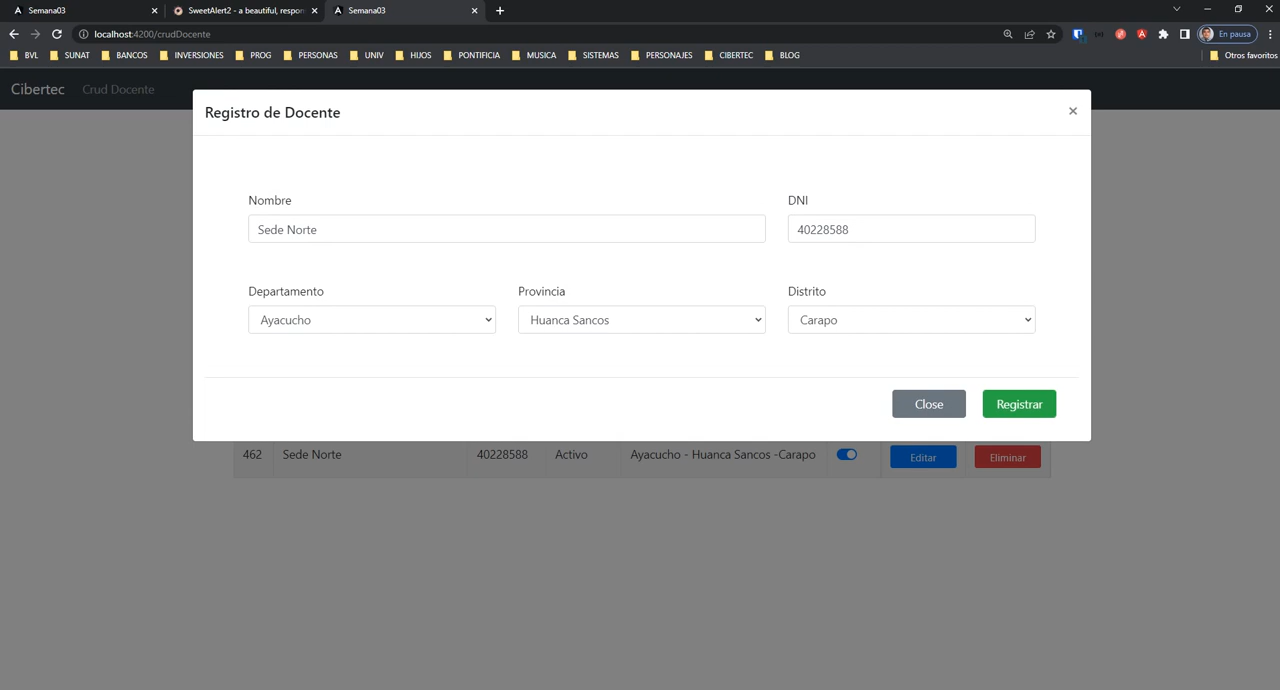 Semana03
SweetAlert2 - a beautiful, respon
Semana03
localhost:4200/crudDocente
En pausa
BVL SUNAT BANCOS INVERSIONES PROG PERSONAS UNIV HIJOS PONTIFICIA MUSICA SISTEMAS PERSONAJES CIBERTEC BLOG Otros favoritos
Cibertec Crud Docente
Registro de Docente
×
Nombre DNI
Sede Norte 40228588
Departamento Provincia Distrito
Ayacucho Huanca Sancos Carapo
Close Registrar
462 Sede Norte 40228588 Activo Ayacucho - Huanca Sancos -Carapo Editar Eliminar